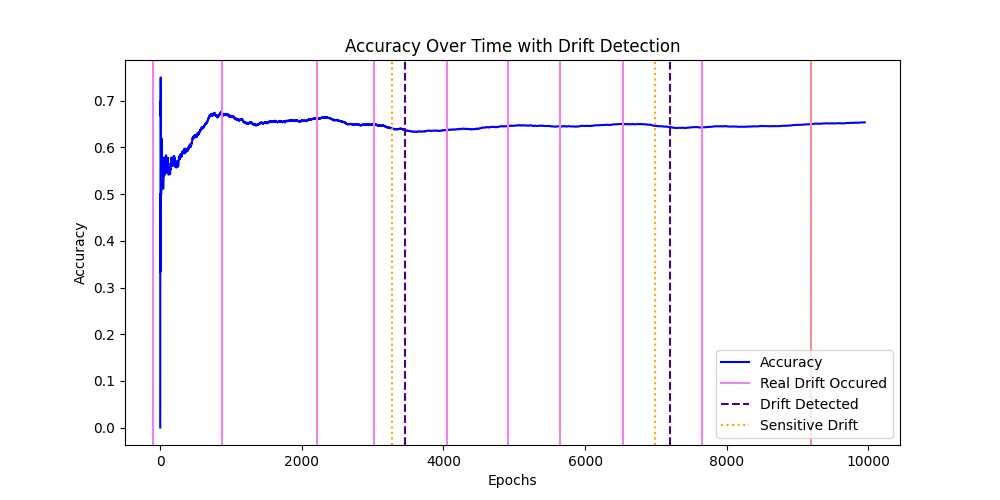 Accuracy Over Time with Drift Detection
Accuracy
0.7
0.6
0.5
0.4
0.3
0.2
0.1
0.0
0
2000
4000
6000
8000
10000
Epochs
Accuracy
Real Drift Occured
Drift Detected
Sensitive Drift